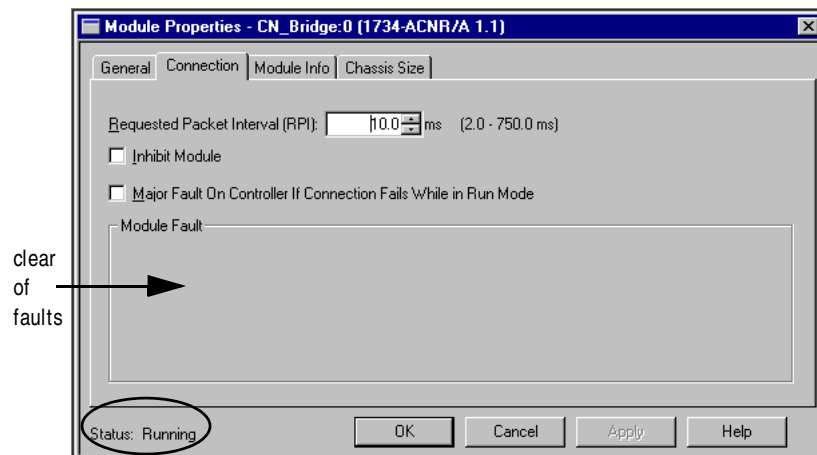 Module Properties - CN_Bridge:0 (1734-ACNR/A 1.1)
General Connection Module Info Chassis Size
Requested Packet Interval (RPI): 10.0 ms (2.0 - 750.0 ms)
Inhibit Module
Major Fault On Controller If Connection Fails While in Run Mode
Module Fault
clear
of
faults
Status: Running OK Cancel Apply Help